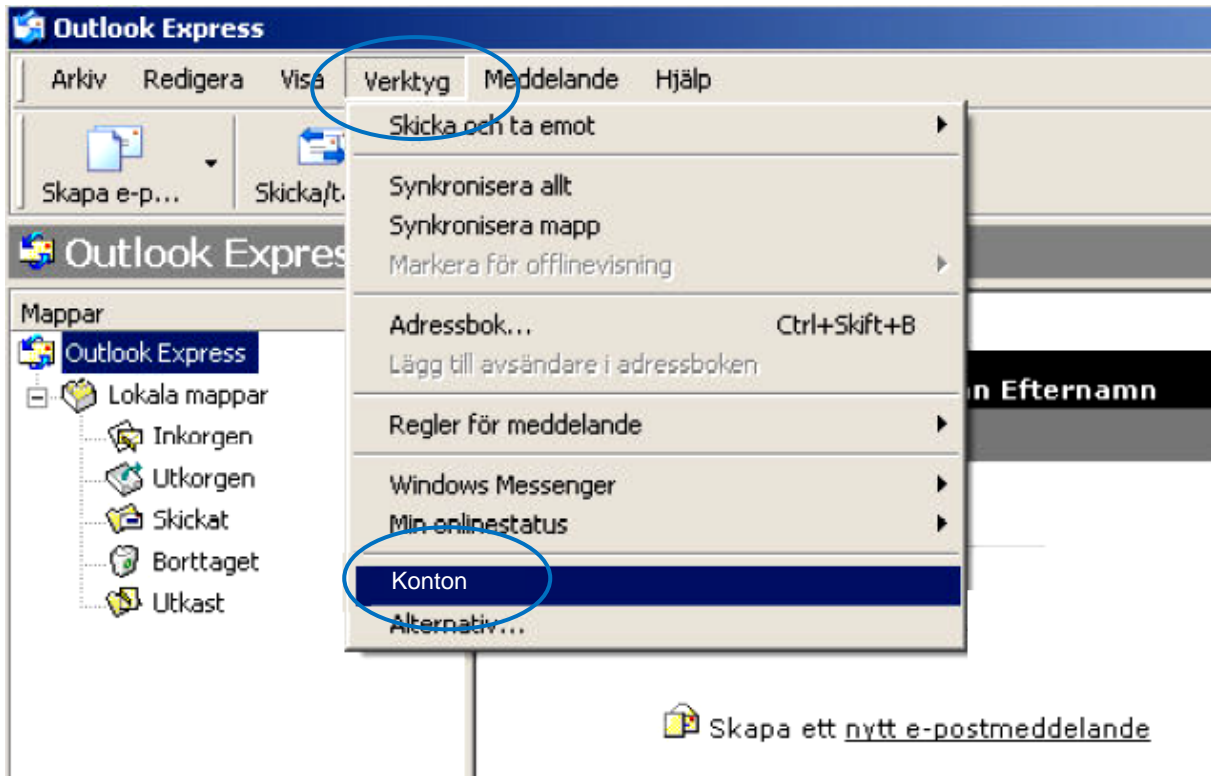 Outlook Express
Arkiv Redigera Visa Verktyg Meddelande Hjälp
Skapa e-p... Skicka/t
Outlook Expres
Mappar
Outlook Express
Lokala mappar
Inkorgen
Utkorgen
Skickat
Borttaget
Utkast
Skicka och ta emot
Synkronisera allt
Synkronisera mapp
Markera för offlinevisning
Adressbok... Ctrl+Skift+B
Lägg till avsändare i adressboken
Regler för meddelande
Windows Messenger
Min onlinestatus
Konton
Alternativ...
n Efternamn
Skapa ett nytt e-postmeddelande